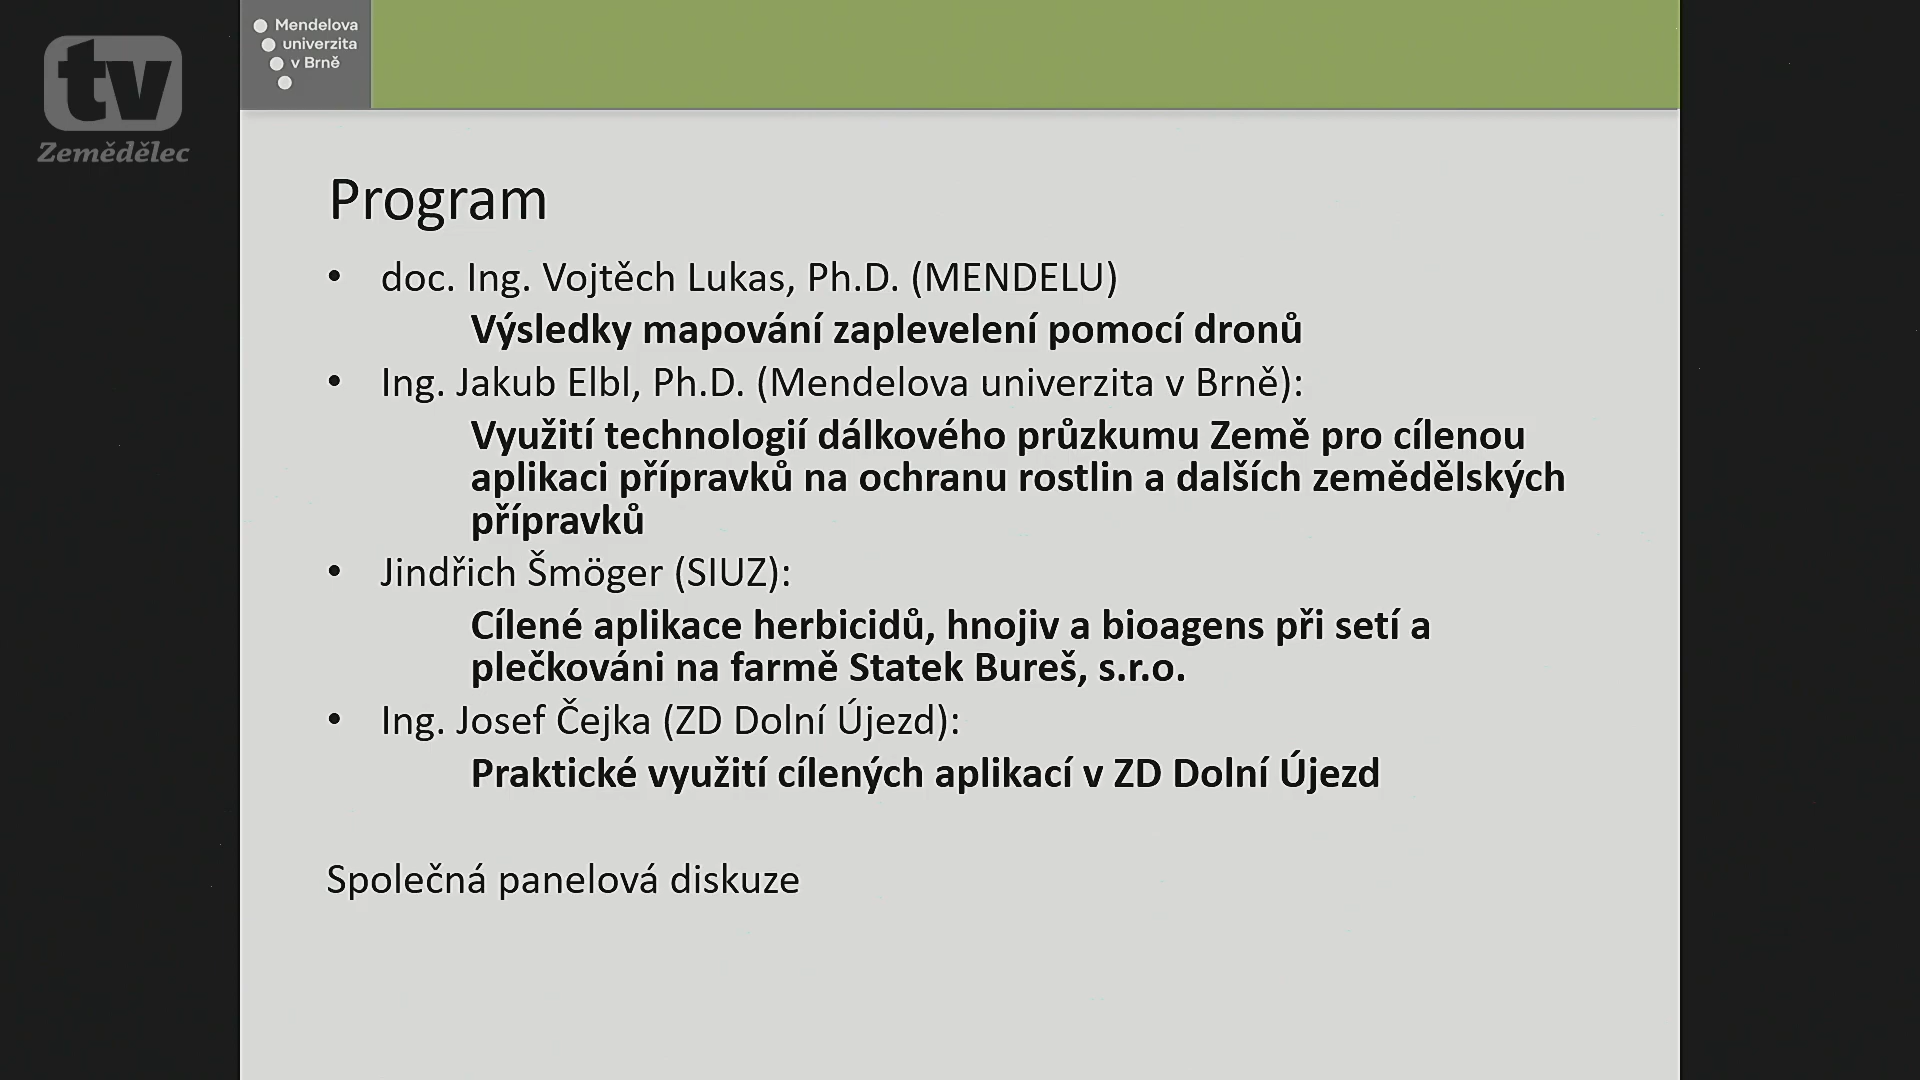 tv
Zemědělec
Mendelova
univerzita
v Brně
Program
• doc. Ing. Vojtěch Lukas, Ph.D. (MENDELU)
Výsledky mapování zaplevelení pomocí dronů
• Ing. Jakub Elbl, Ph.D. (Mendelova univerzita v Brně):
Využití technologií dálkového průzkumu Země pro cílenou
aplikaci přípravků na ochranu rostlin a dalších zemědělských
přípravků
• Jindřich Šmöger (SIUZ):
Cílené aplikace herbicidů, hnojiv a bioagens při setí a
plečkováni na farmě Statek Bureš, s.r.o.
• Ing. Josef Čejka (ZD Dolní Újezd):
Praktické využití cílených aplikací v ZD Dolní Újezd
Společná panelová diskuze